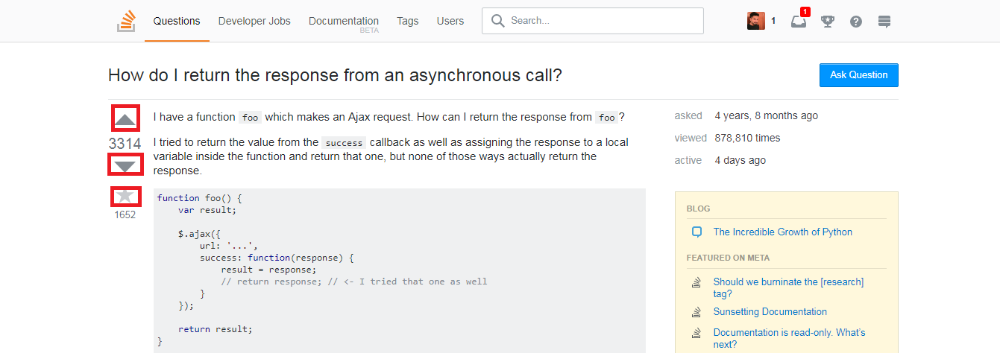 Questions Developer Jobs Documentation Tags Users Search... 1 1
BETA
How do I return the response from an asynchronous call?
Ask Question
I have a function foo which makes an Ajax request. How can I return the response from foo ?
3314
I tried to return the value from the success callback as well as assigning the response to a local
variable inside the function and return that one, but none of those ways actually return the
response.
1652
function foo() {
    var result;
    $.ajax({
        url: '...',
        success: function(response) {
            result = response;
            // return response; // <- I tried that one as well
        }
    });
    return result;
}
asked 4 years, 8 months ago
viewed 878,810 times
active 4 days ago
BLOG
The Incredible Growth of Python
FEATURED ON META
Should we burninate the [research]
tag?
Sunsetting Documentation
Documentation is read-only. What's
next?